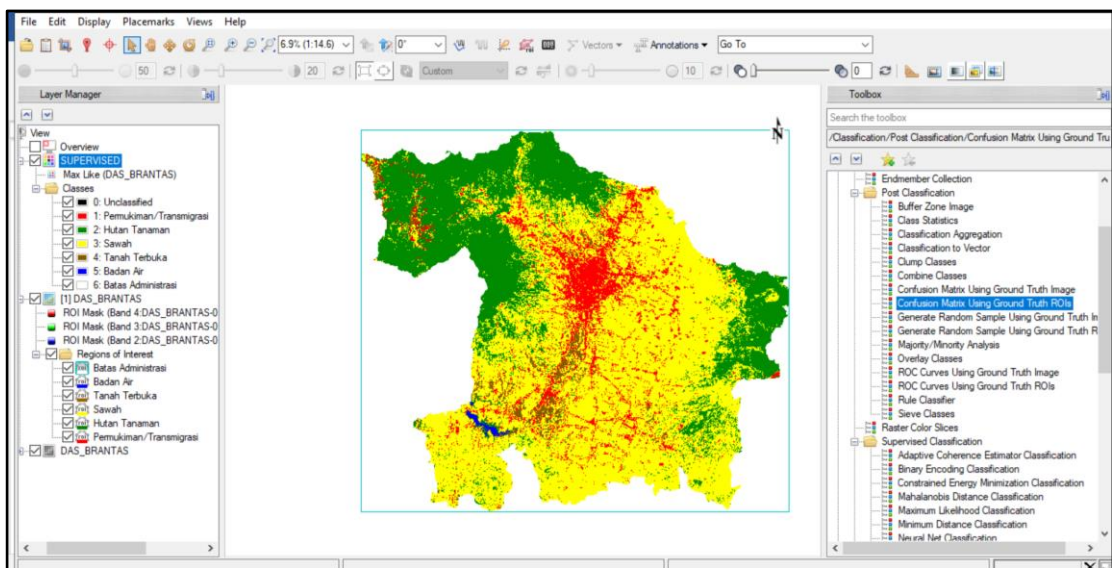 File Edit Display Placemarks Views Help
6.9% (1:14.6) 0° Vectors Annotations Go To
50 20 Custom 10 0
Layer Manager
View
Overview
SUPERVISED
Max Like (DAS_BRANTAS)
Classes
0: Unclassified
1: Permukiman/Transmigrasi
2: Hutan Tanaman
3: Sawah
4: Tanah Terbuka
5: Badan Air
6: Batas Administrasi
[1] DAS_BRANTAS
ROI Mask (Band 4:DAS_BRANTAS-0
ROI Mask (Band 3:DAS_BRANTAS-0
ROI Mask (Band 2:DAS_BRANTAS-0
Regions of Interest
Batas Administrasi
Badan Air
Tanah Terbuka
Sawah
Hutan Tanaman
Permukiman/Transmigrasi
DAS_BRANTAS
N
Toolbox
Search the toolbox
/Classification/Post Classification/Confusion Matrix Using Ground Tru
Endmember Collection
Post Classification
Buffer Zone Image
Class Statistics
Classification Aggregation
Classification to Vector
Clump Classes
Combine Classes
Confusion Matrix Using Ground Truth Image
Confusion Matrix Using Ground Truth ROIs
Generate Random Sample Using Ground Truth In
Generate Random Sample Using Ground Truth R
Majority/Minority Analysis
Overlay Classes
ROC Curves Using Ground Truth Image
ROC Curves Using Ground Truth ROIs
Rule Classifier
Sieve Classes
Raster Color Slices
Supervised Classification
Adaptive Coherence Estimator Classification
Binary Encoding Classification
Constrained Energy Minimization Classification
Mahalanobis Distance Classification
Maximum Likelihood Classification
Minimum Distance Classification
Neural Net Classification